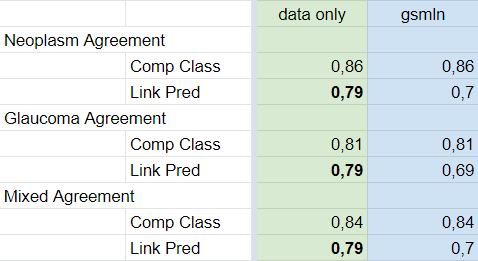 data only gsmln
Neoplasm Agreement
Comp Class 0,86 0,86
Link Pred 0,79 0,7
Glaucoma Agreement
Comp Class 0,81 0,81
Link Pred 0,79 0,69
Mixed Agreement
Comp Class 0,84 0,84
Link Pred 0,79 0,7